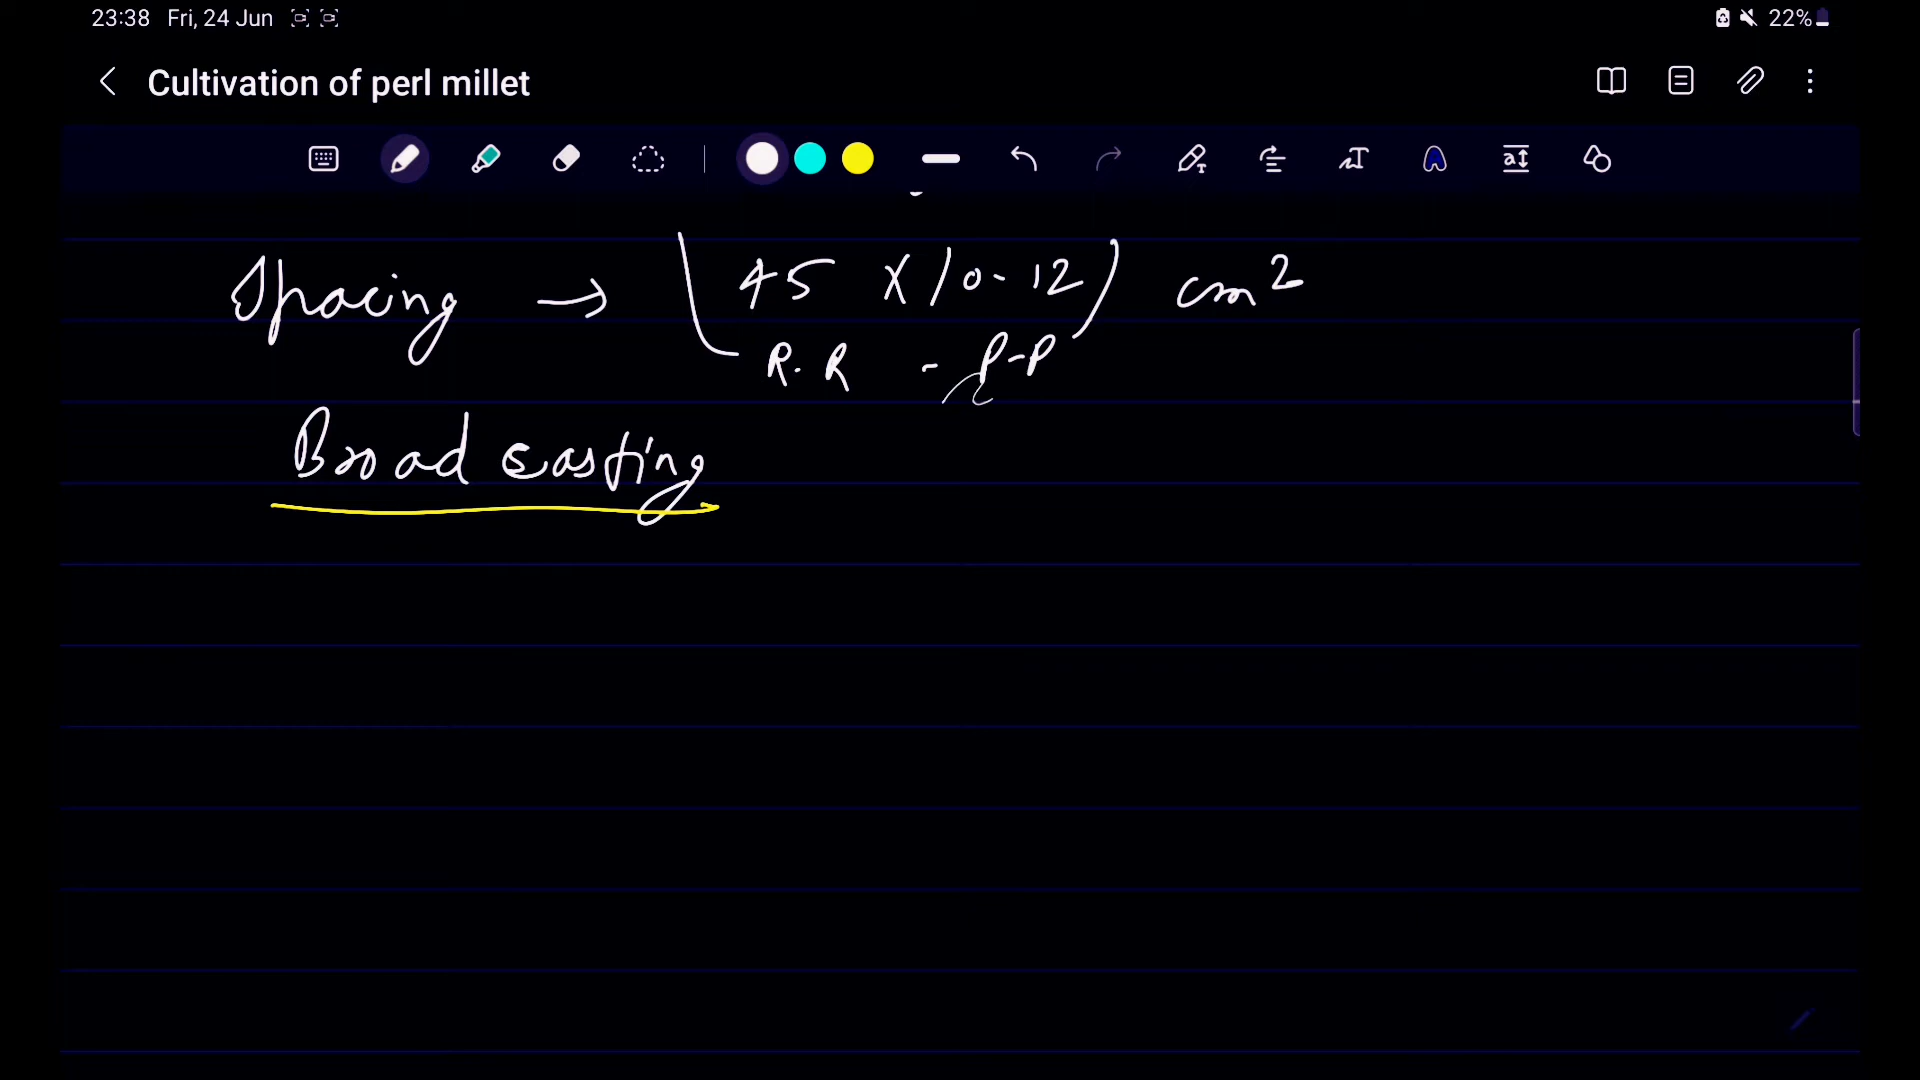 23:38 Fri, 24 Jun 22%
Cultivation of perl millet
Spacing → (45 X 10-12) cm²
R.R - P-P
Broad casting